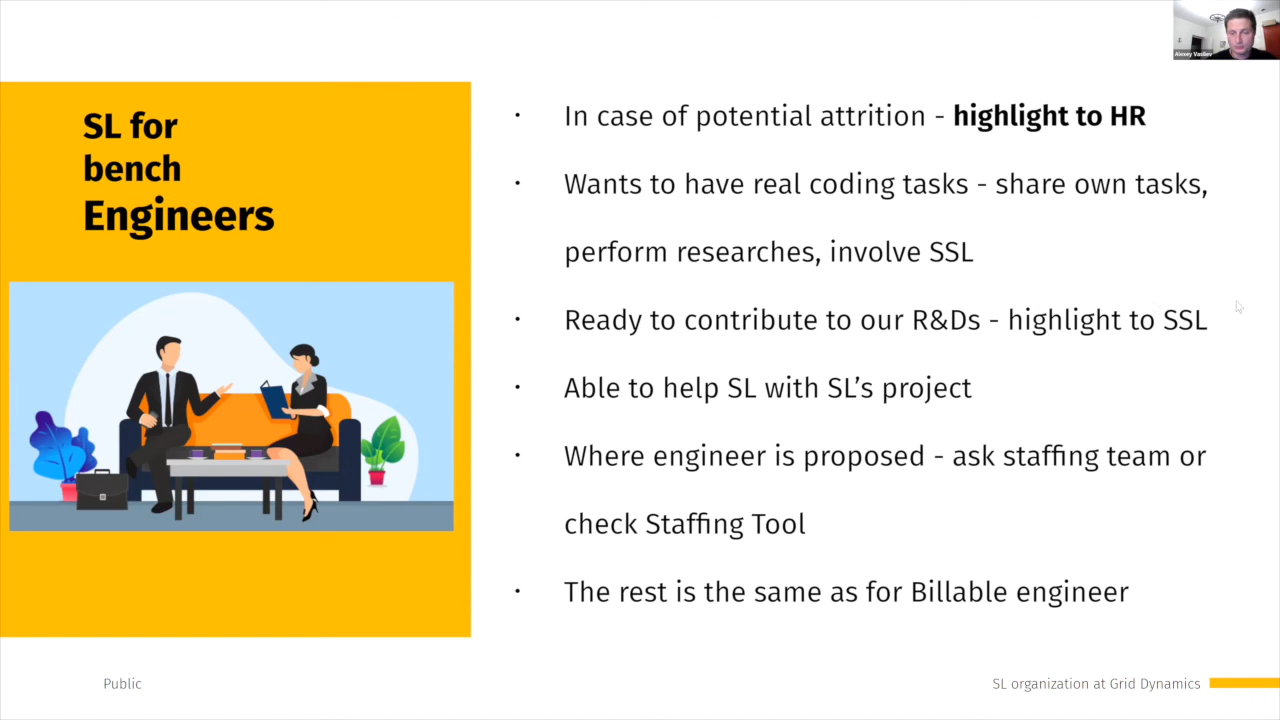 Alexey Vasilev
SL for
bench
Engineers
· In case of potential attrition - highlight to HR
· Wants to have real coding tasks - share own tasks,
perform researches, involve SSL
· Ready to contribute to our R&Ds - highlight to SSL
· Able to help SL with SL’s project
· Where engineer is proposed - ask staffing team or
check Staffing Tool
· The rest is the same as for Billable engineer
Public
SL organization at Grid Dynamics